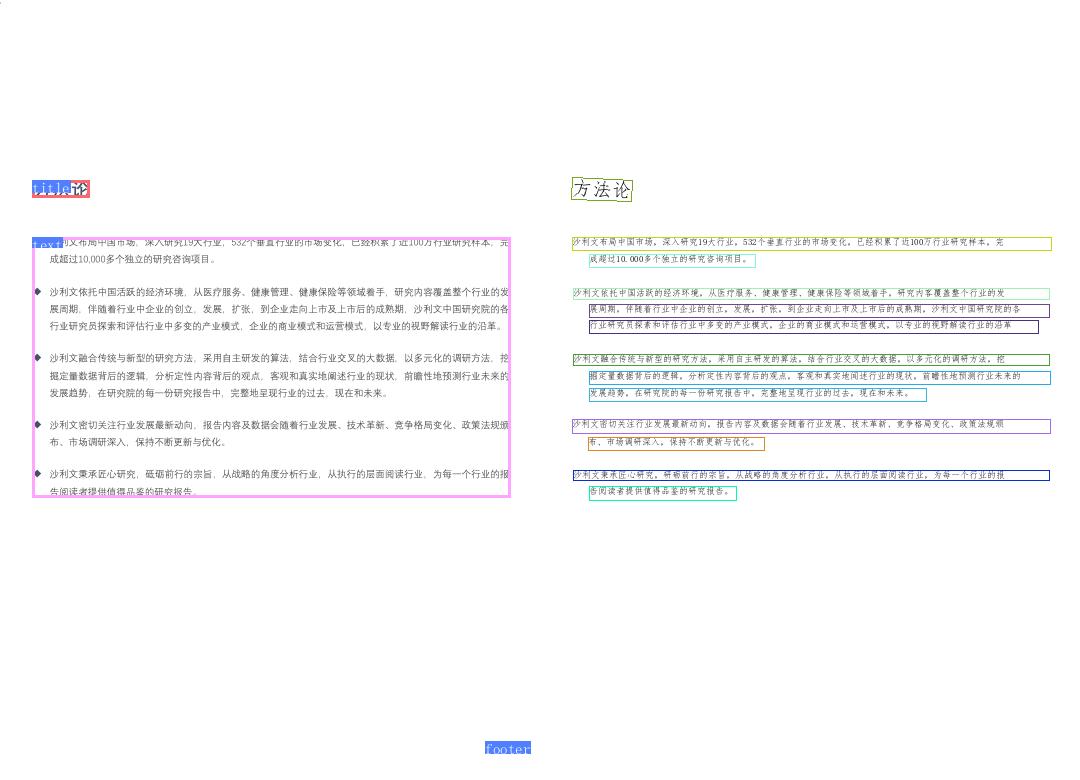 title论
text利文布局中国市场，深入研究19大行业，532个垂直行业的市场变化，已经积累了近100万行业研究样本，完
成超过10,000多个独立的研究咨询项目。
沙利文依托中国活跃的经济环境，从医疗服务、健康管理、健康保险等领域着手，研究内容覆盖整个行业的发
展周期，伴随着行业中企业的创立，发展，扩张，到企业走向上市及上市后的成熟期，沙利文中国研究院的各
行业研究员探索和评估行业中多变的产业模式，企业的商业模式和运营模式，以专业的视野解读行业的沿革。
沙利文融合传统与新型的研究方法，采用自主研发的算法，结合行业交叉的大数据，以多元化的调研方法，挖
掘定量数据背后的逻辑，分析定性内容背后的观点，客观和真实地阐述行业的现状，前瞻性地预测行业未来的
发展趋势，在研究院的每一份研究报告中，完整地呈现行业的过去，现在和未来。
沙利文密切关注行业发展最新动向，报告内容及数据会随着行业发展、技术革新、竞争格局变化、政策法规颁
布、市场调研深入，保持不断更新与优化。
沙利文秉承匠心研究，砥砺前行的宗旨，从战略的角度分析行业，从执行的层面阅读行业，为每一个行业的报
告阅读者提供值得品鉴的研究报告。
footer
方法论
沙利文布局中国市场，深入研究19大行业，532个垂直行业的市场变化，已经积累了近100万行业研究样本，完
成超过10.000多个独立的研究咨询项目。
沙利文依托中国活跃的经济环境，从医疗服务、健康管理、健康保险等领域着手，研究内容覆盖整个行业的发
展周期，伴随着行业中企业的创立，发展，扩张，到企业走向上市及上市后的成熟期，沙利文中国研究院的各
行业研究员探索和评估行业中多变的产业模式，企业的商业模式和运营模式，以专业的视野解读行业的沿革
沙利文融合传统与新型的研究方法，采用自主研发的算法，结合行业交叉的大数据，以多元化的调研方法，挖
掘定量数据背后的逻辑，分析定性内容背后的观点，客观和真实地阐述行业的现状，前瞻性地预测行业未来的
发展趋势，在研究院的每一份研究报告中，完整地呈现行业的过去，现在和未来。
沙利文密切关注行业发展最新动向，报告内容及数据会随着行业发展、技术革新、竞争格局变化、政策法规颁
布、市场调研深入，保持不断更新与优化。
沙利文秉承匠心研究，研砺前行的宗旨，从战略的角度分析行业，从执行的层面阅读行业，为每一个行业的报
告阅读者提供值得品鉴的研究报告。